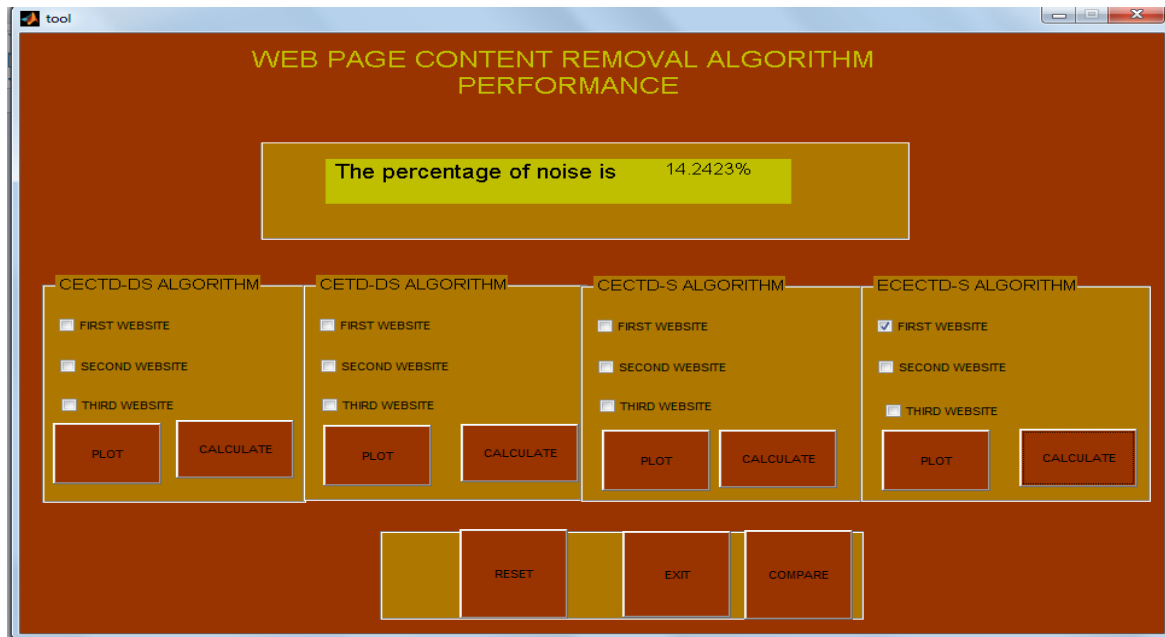 tool
WEB PAGE CONTENT REMOVAL ALGORITHM
PERFORMANCE
The percentage of noise is 14.2423%
CECTD-DS ALGORITHM
FIRST WEBSITE
SECOND WEBSITE
THIRD WEBSITE
PLOT
CALCULATE
CETD-DS ALGORITHM
FIRST WEBSITE
SECOND WEBSITE
THIRD WEBSITE
PLOT
CALCULATE
CECTD-S ALGORITHM
FIRST WEBSITE
SECOND WEBSITE
THIRD WEBSITE
PLOT
CALCULATE
ECECTD-S ALGORITHM
FIRST WEBSITE
SECOND WEBSITE
THIRD WEBSITE
PLOT
CALCULATE
RESET
EXIT
COMPARE